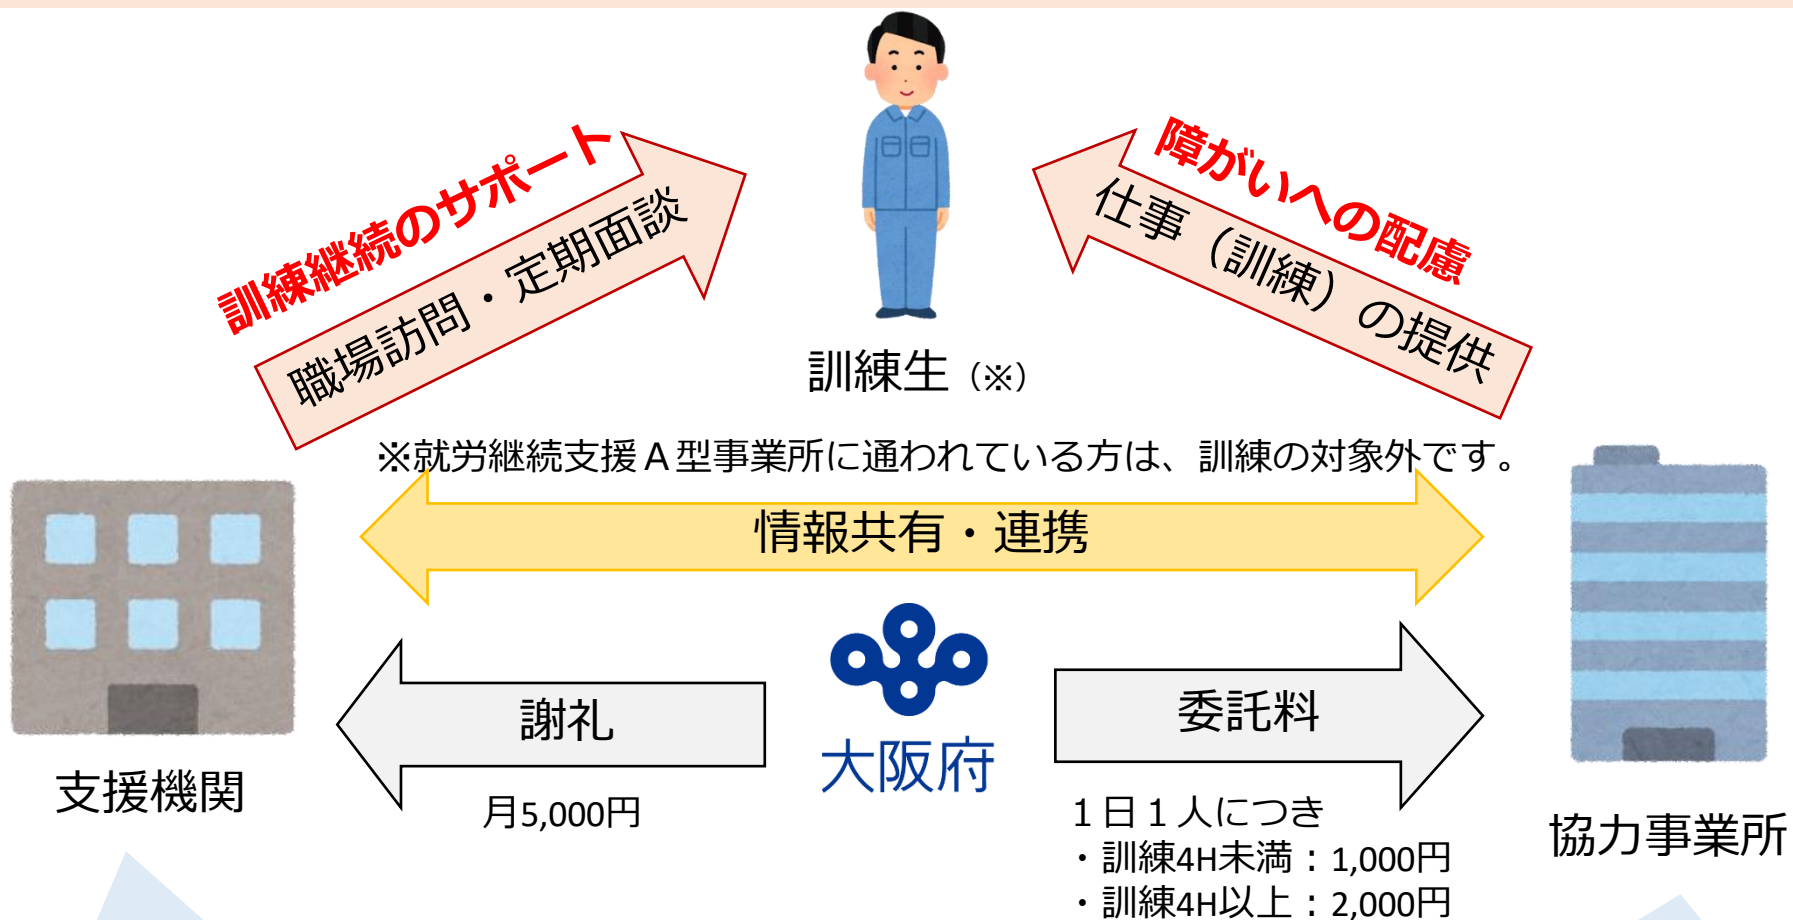 訓練継続のサポート
職場訪問・定期面談
障がいへの配慮
仕事（訓練）の提供
訓練生（※）
※就労継続支援Ａ型事業所に通われている方は、訓練の対象外です。
情報共有・連携
謝礼
大阪府
委託料
支援機関
月5,000円
１日１人につき
・訓練4H未満：1,000円
・訓練4H以上：2,000円
協力事業所